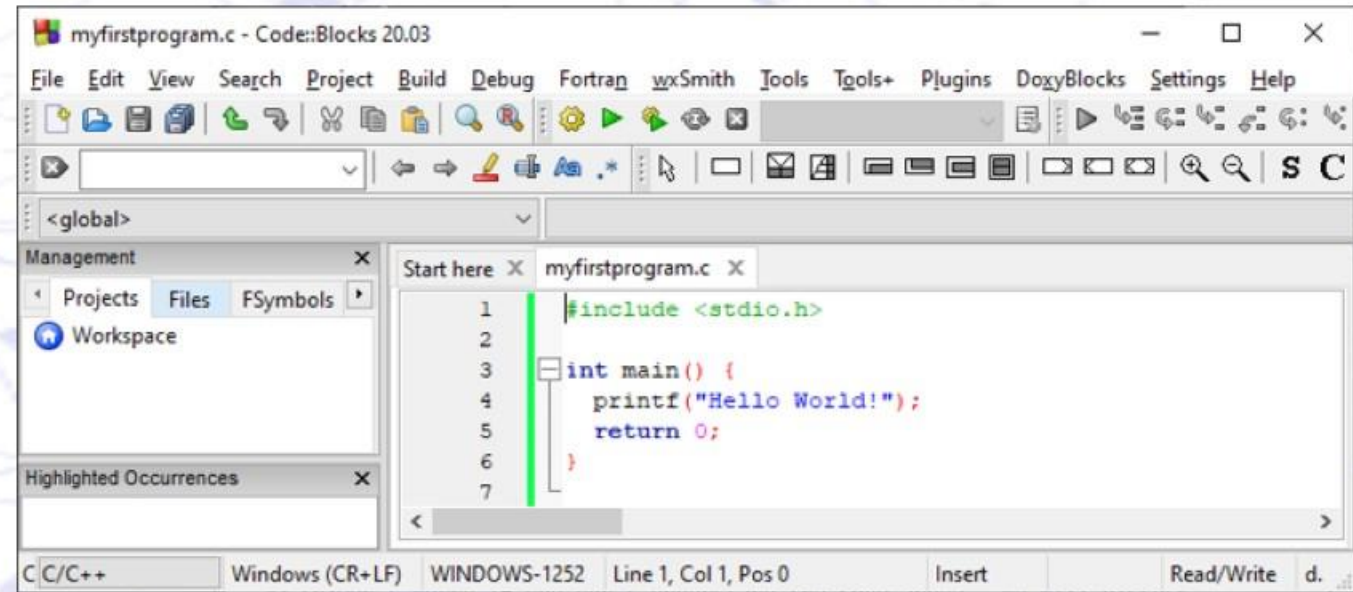 myfirstprogram.c - Code::Blocks 20.03
File Edit View Search Project Build Debug Fortran wxSmith Tools Tools+ Plugins DoxyBlocks Settings Help
S C
<global>
Management
Projects Files FSymbols
Workspace
Highlighted Occurrences
Start here myfirstprogram.c
1 #include <stdio.h>
2
3 int main() {
4 printf("Hello World!");
5 return 0;
6 }
7
C C/C++ Windows (CR+LF) WINDOWS-1252 Line 1, Col 1, Pos 0 Insert Read/Write d.